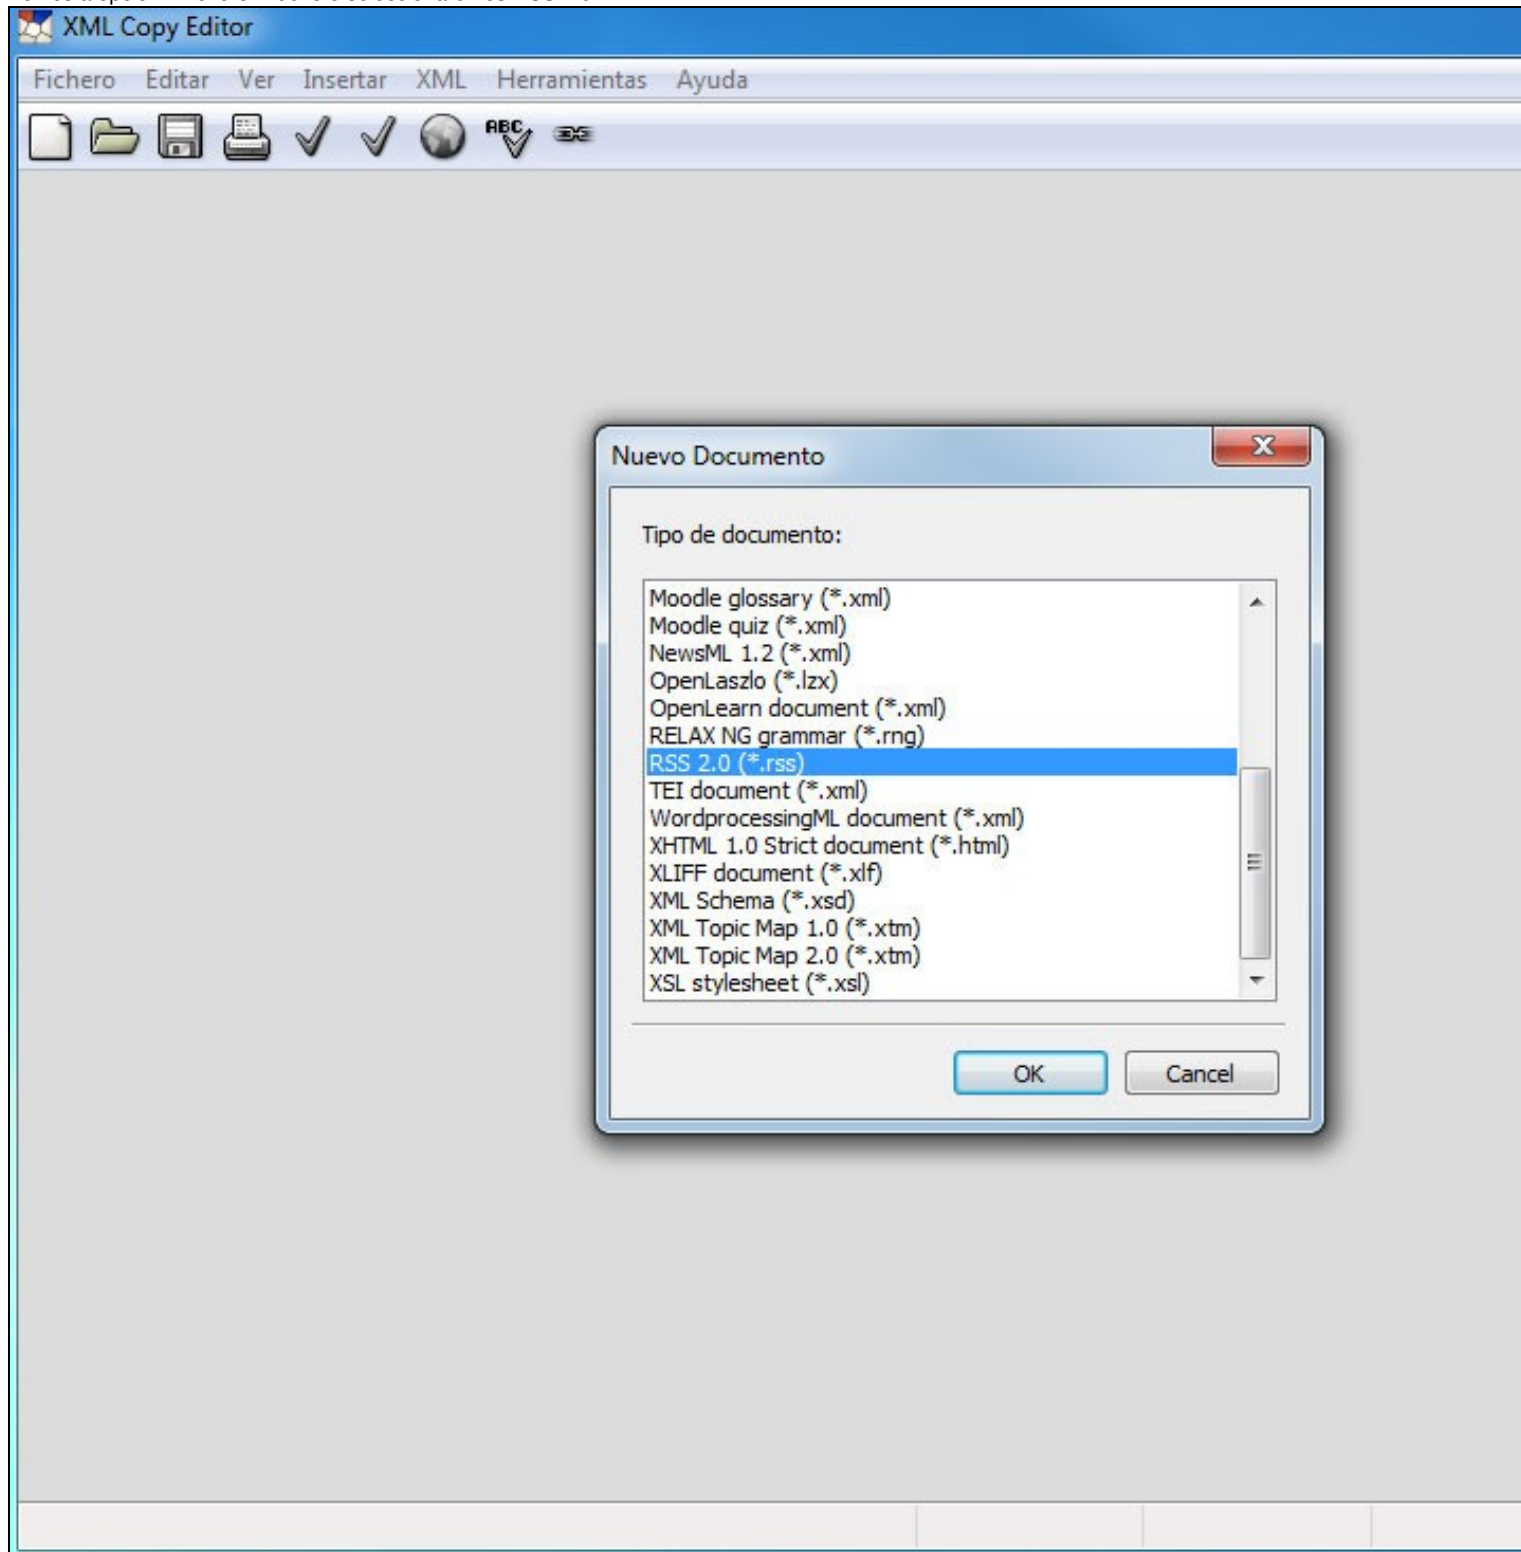 XML Copy Editor
Fichero Editar Ver Insertar XML Herramientas Ayuda
ABC
Nuevo Documento
Tipo de documento:
Moodle glossary (*.xml)
Moodle quiz (*.xml)
NewsML 1.2 (*.xml)
OpenLaszlo (*.lzx)
OpenLearn document (*.xml)
RELAX NG grammar (*.rng)
RSS 2.0 (*.rss)
TEI document (*.xml)
WordprocessingML document (*.xml)
XHTML 1.0 Strict document (*.html)
XLIFF document (*.xlf)
XML Schema (*.xsd)
XML Topic Map 1.0 (*.xtm)
XML Topic Map 2.0 (*.xtm)
XSL stylesheet (*.xsl)
OK Cancel